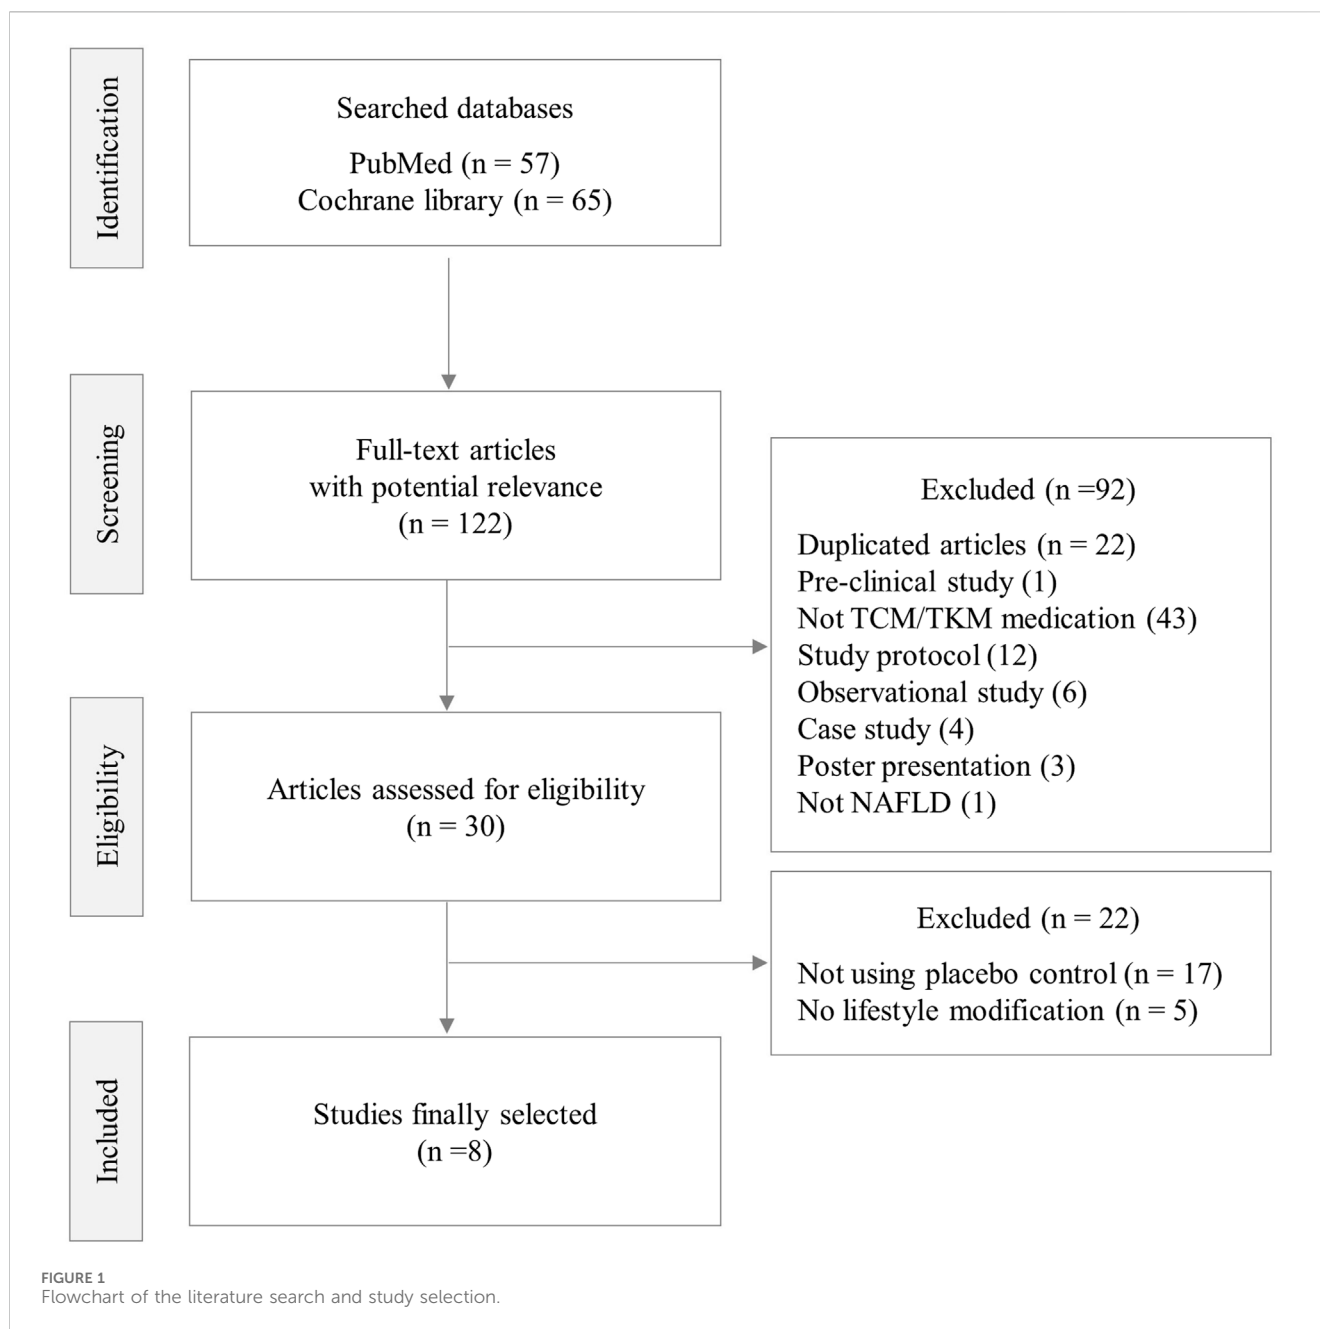 Identification
Searched databases
PubMed (n = 57)
Cochrane library (n = 65)
Screening
Full-text articles
with potential relevance
(n = 122)
Excluded (n =92)
Duplicated articles (n = 22)
Pre-clinical study (1)
Not TCM/TKM medication (43)
Study protocol (12)
Observational study (6)
Case study (4)
Poster presentation (3)
Not NAFLD (1)
Eligibility
Articles assessed for eligibility
(n = 30)
Excluded (n = 22)
Not using placebo control (n = 17)
No lifestyle modification (n = 5)
Included
Studies finally selected
(n =8)
FIGURE 1
Flowchart of the literature search and study selection.